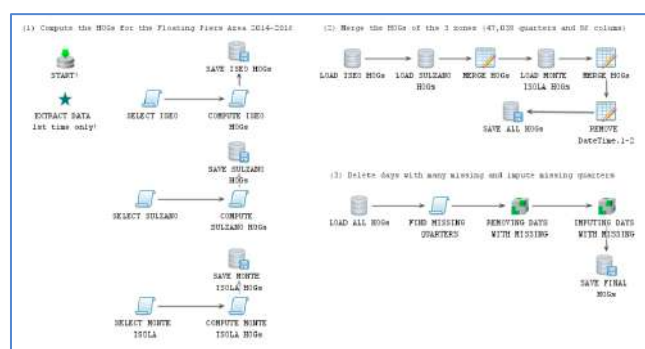 (1) Compute the HOGs for the Floating Piers Area 2014-2016
START!
EXTRACT DATA
1st time only!
SAVE ISEO HOGs
SELECT ISEO
COMPUTE ISEO
HOGs
SAVE SULZANO
HOGs
SELECT SULZANO
COMPUTE
SULZANO HOGs
SAVE MONTE
ISOLA HOGs
SELECT MONTE
ISOLA
COMPUTE MONTE
ISOLA HOGs
(2) Merge the HOGs of the 3 zones (47,038 quarters and 86 colums)
LOAD ISEO HOGs
LOAD SULZANO
HOGs
MERGE HOGs
LOAD MONTE
ISOLA HOGs
MERGE HOGs
SAVE ALL HOGs
REMOVE
DateTime.1-2
(3) Delete days with many missing and impute missing quarters
LOAD ALL HOGs
FIND MISSING
QUARTERS
REMOVING DAYS
WITH MISSING
IMPUTING DAYS
WITH MISSING
SAVE FINAL
HOGs